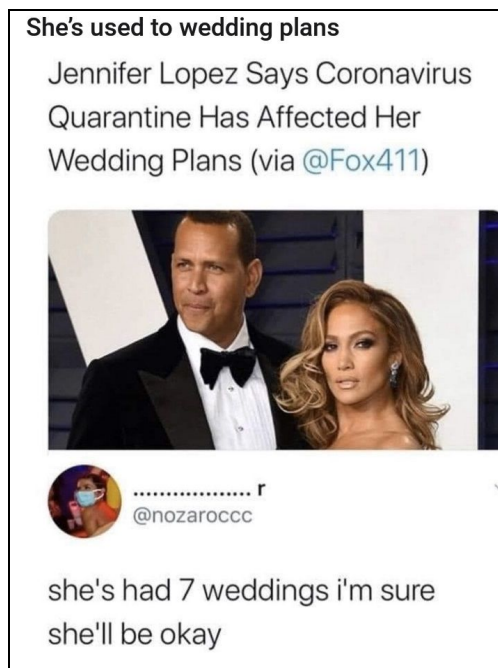 She’s used to wedding plans
Jennifer Lopez Says Coronavirus
Quarantine Has Affected Her
Wedding Plans (via @Fox411)
................... r
@nozaroccc
she's had 7 weddings i'm sure
she'll be okay